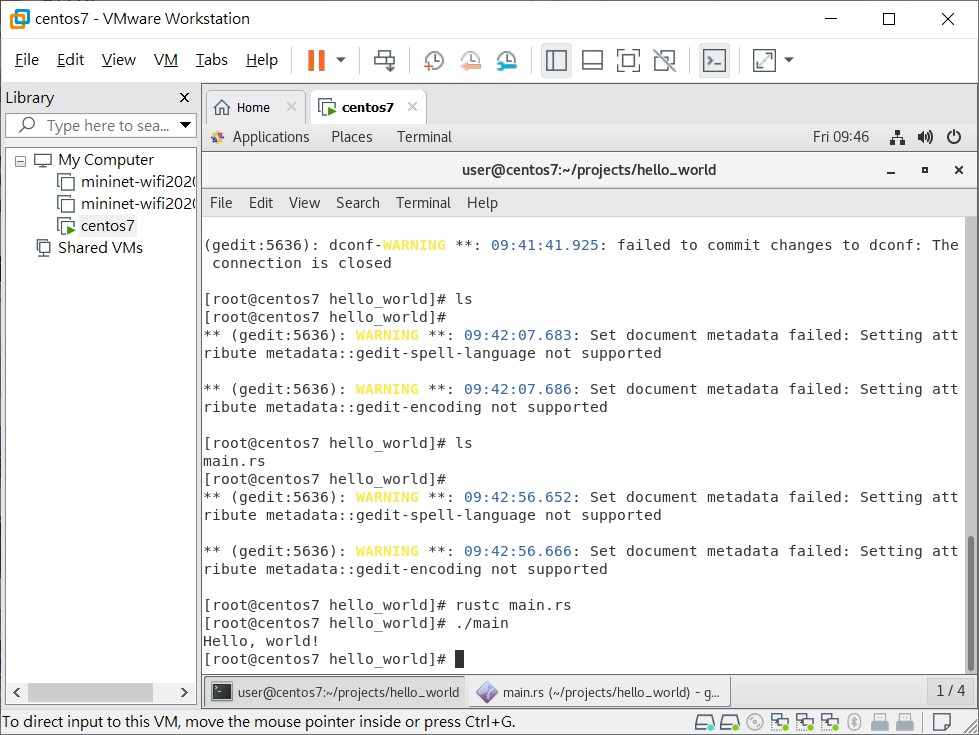 centos7 - VMware Workstation
File Edit View VM Tabs Help
Library
Type here to sea...
My Computer
mininet-wifi202
mininet-wifi202
centos7
Shared VMs
Home
centos7
Applications Places Terminal Fri 09:46
user@centos7:~/projects/hello_world
File Edit View Search Terminal Help
(gedit:5636): dconf-WARNING **: 09:41:41.925: failed to commit changes to dconf: The
 connection is closed
[root@centos7 hello_world]# ls
[root@centos7 hello_world]#
** (gedit:5636): WARNING **: 09:42:07.683: Set document metadata failed: Setting att
ribute metadata::gedit-spell-language not supported
** (gedit:5636): WARNING **: 09:42:07.686: Set document metadata failed: Setting att
ribute metadata::gedit-encoding not supported
[root@centos7 hello_world]# ls
main.rs
[root@centos7 hello_world]#
** (gedit:5636): WARNING **: 09:42:56.652: Set document metadata failed: Setting att
ribute metadata::gedit-spell-language not supported
** (gedit:5636): WARNING **: 09:42:56.666: Set document metadata failed: Setting att
ribute metadata::gedit-encoding not supported
[root@centos7 hello_world]# rustc main.rs
[root@centos7 hello_world]# ./main
Hello, world!
[root@centos7 hello_world]#
user@centos7:~/projects/hello_world
main.rs (~/projects/hello_world) - g...
1 / 4
To direct input to this VM, move the mouse pointer inside or press Ctrl+G.